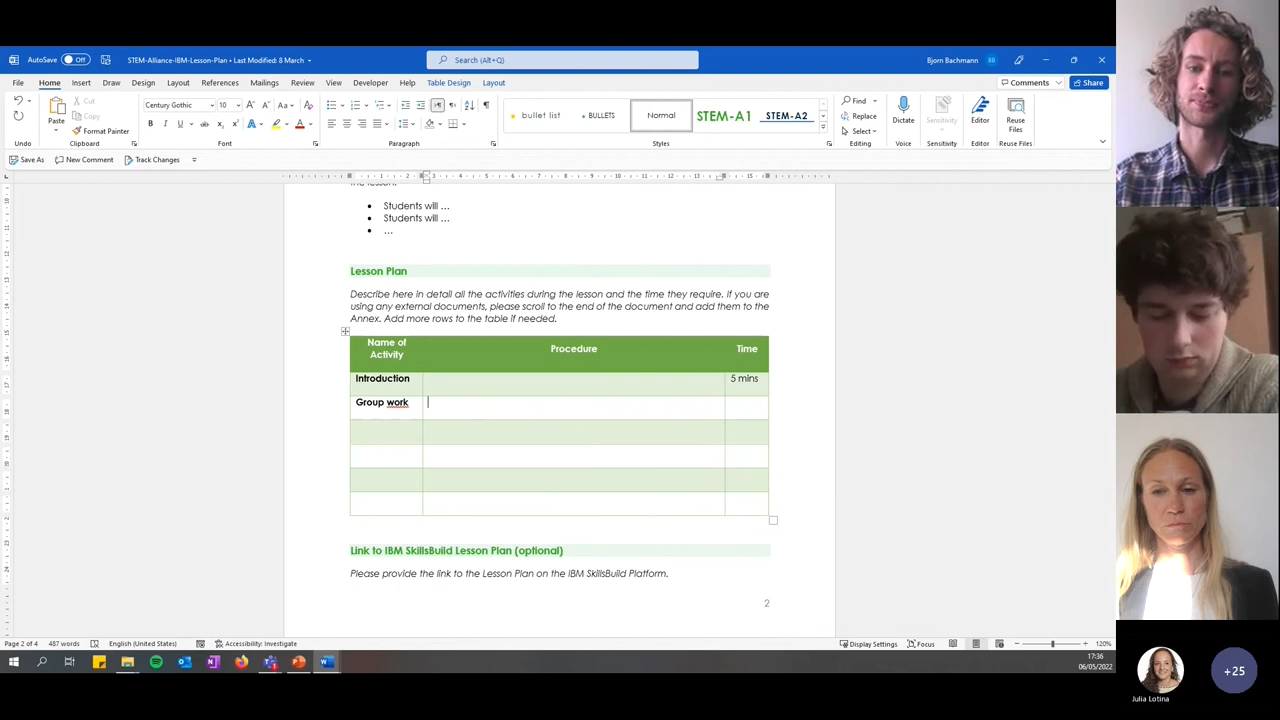 AutoSave Off STEM-Alliance-IBM-Lesson-Plan • Last Modified: 8 March Search (Alt+Q) Bjorn Bachmann BB
File Home Insert Draw Design Layout References Mailings Review View Developer Help Table Design Layout Comments Share
Paste Cut Copy Format Painter Century Gothic 10 bullet list BULLETS Normal STEM-A1 STEM-A2 Find Replace Select Dictate Sensitivity Editor Reuse Files
Undo Clipboard Font Paragraph Styles Editing Voice Sensitivity Editor Reuse Files
Save As New Comment Track Changes
• Students will …
• Students will …
• …
Lesson Plan
Describe here in detail all the activities during the lesson and the time they require. If you are
using any external documents, please scroll to the end of the document and add them to the
Annex. Add more rows to the table if needed.
Name of Activity Procedure Time
Introduction 5 mins
Group work
Link to IBM SkillsBuild Lesson Plan (optional)
Please provide the link to the Lesson Plan on the IBM SkillsBuild Platform.
2
Page 2 of 4 487 words English (United States) Accessibility: Investigate Display Settings Focus 120%
17:36
06/05/2022
Julia Lotina
+25